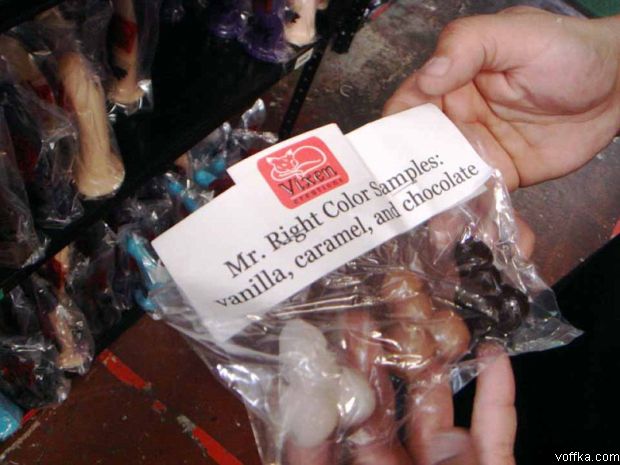 Vixen
CREATIONS
Mr. Right Color Samples:
vanilla, caramel, and chocolate
voffka.com